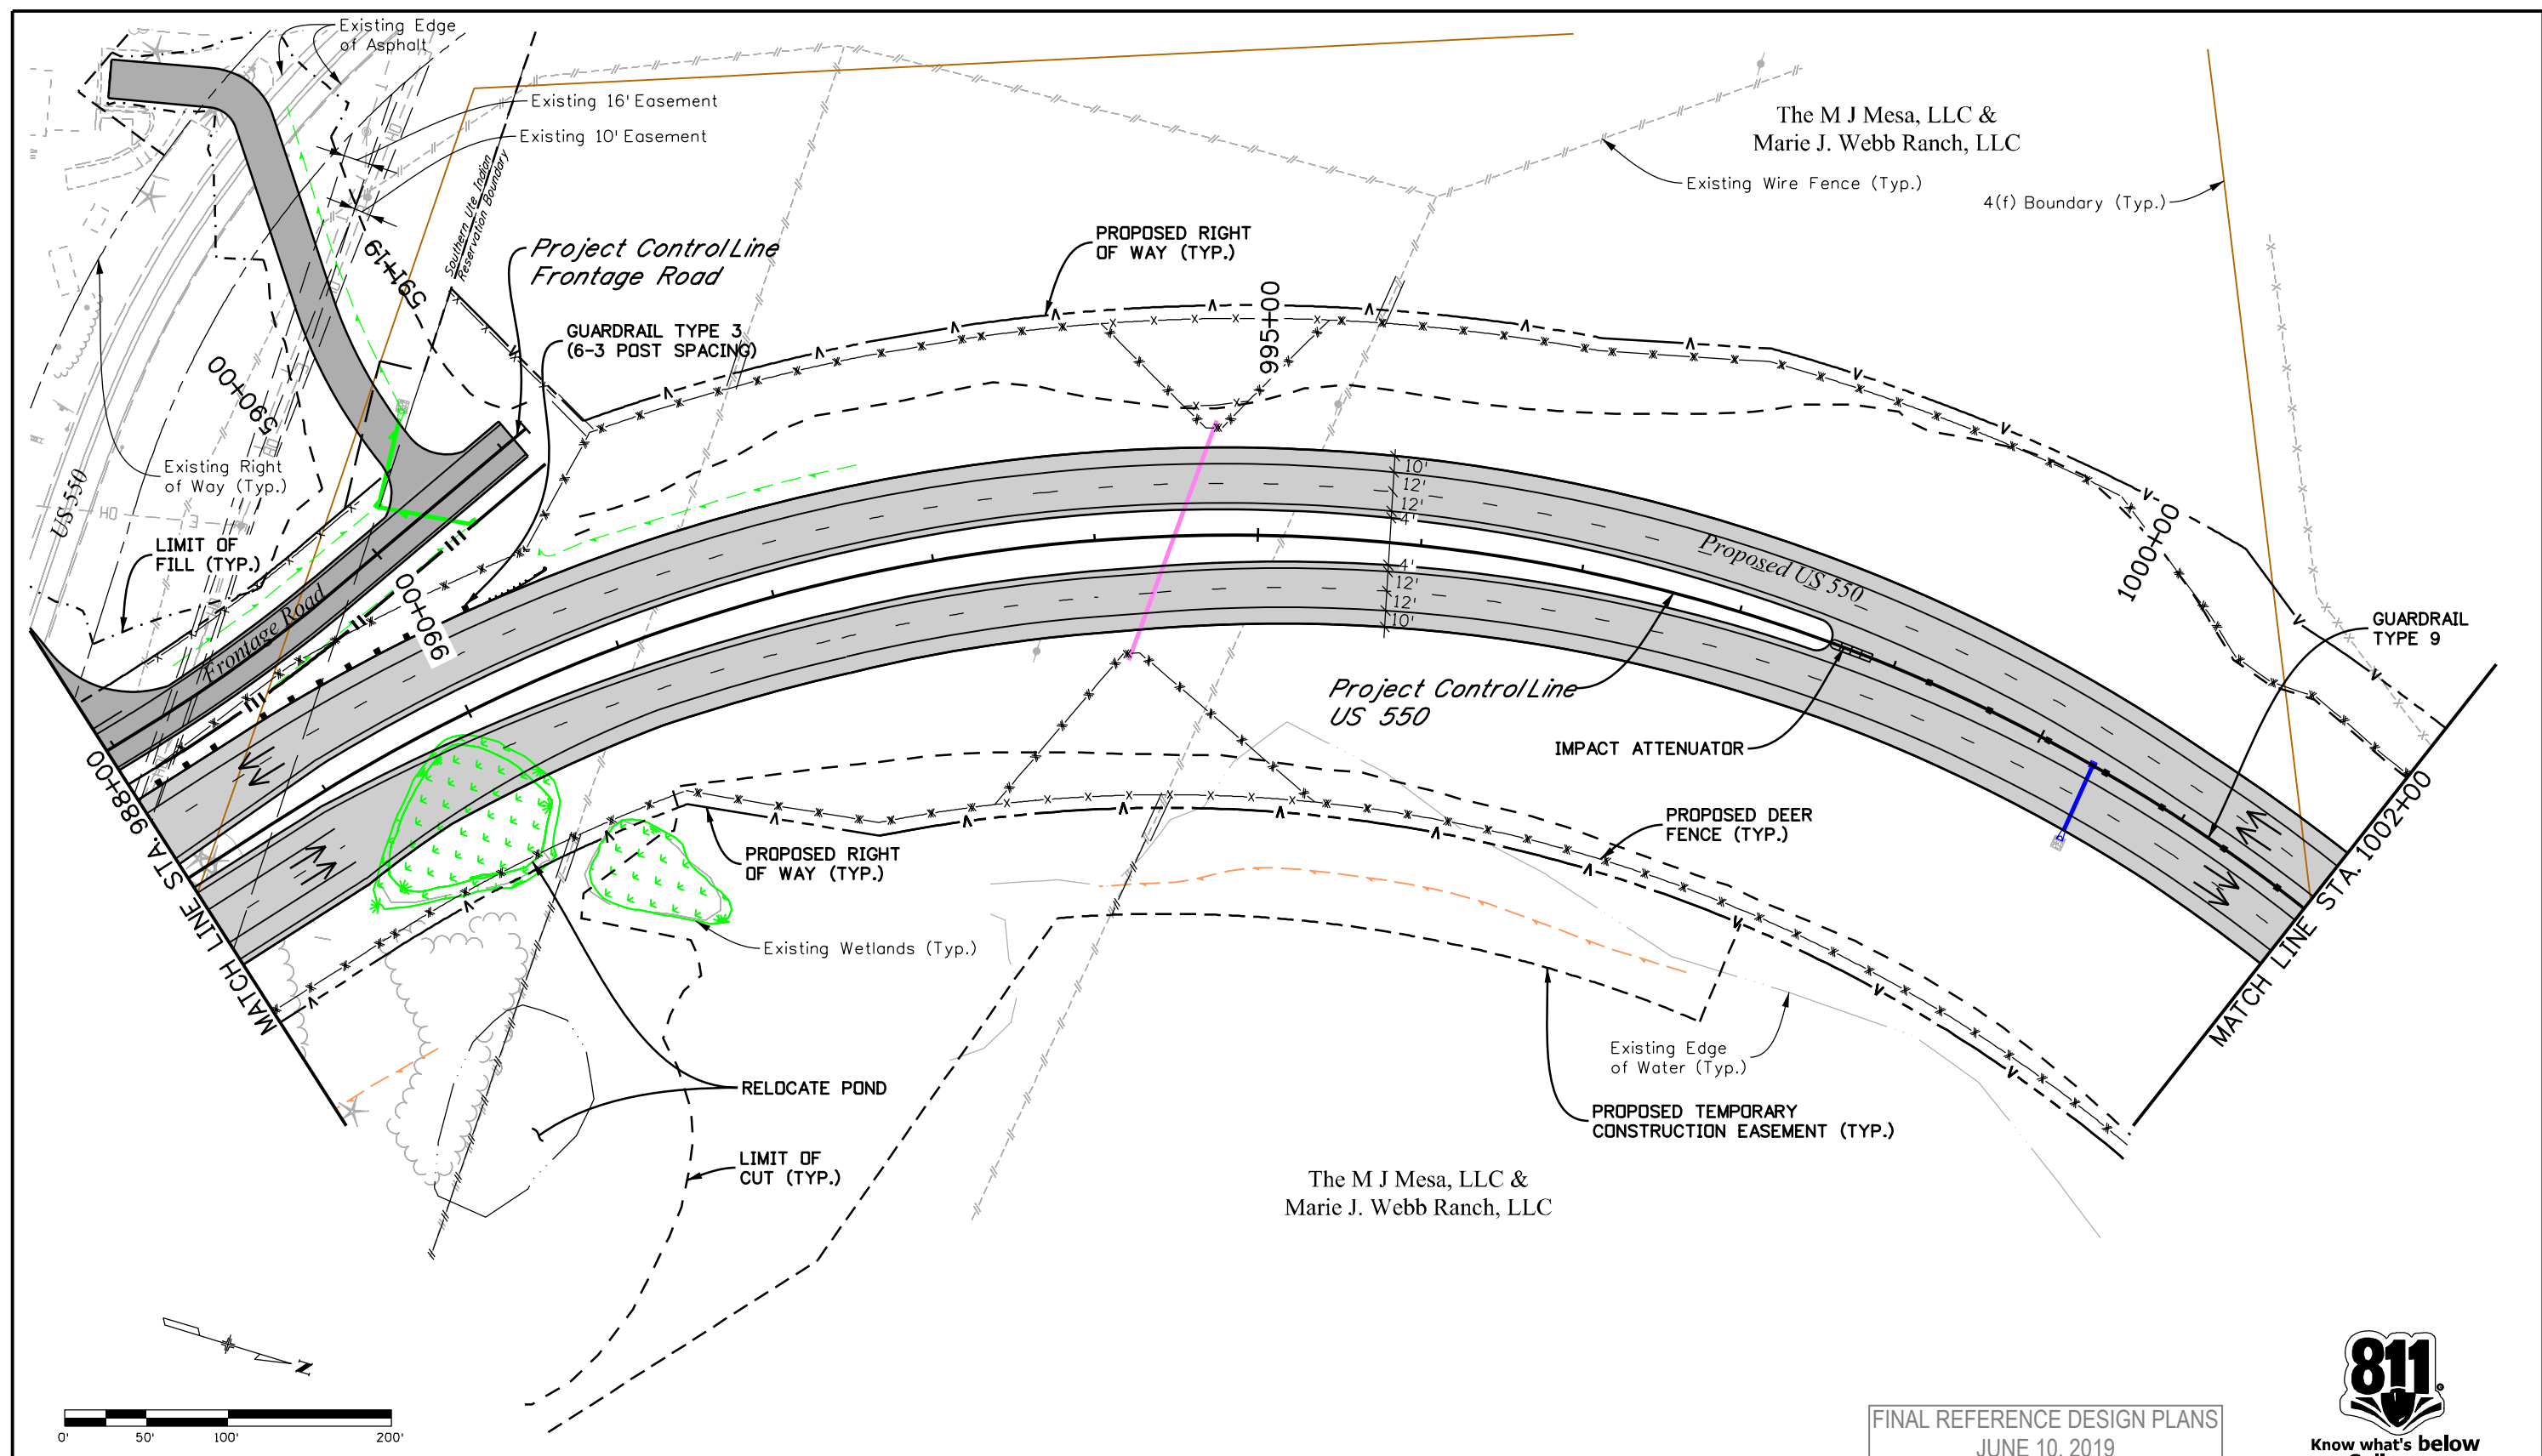 Existing Edge
of Asphalt
Existing 16' Easement
Existing 10' Easement
Southern Ute Indian
Reservation Boundary
591+19
Project Control Line
Frontage Road
GUARDRAIL TYPE 3
(6-3 POST SPACING)
590+00
Existing Right
of Way (Typ.)
US 550
LIMIT OF
FILL (TYP.)
Frontage Road
990+00
PROPOSED RIGHT
OF WAY (TYP.)
995+00
The M J Mesa, LLC &
Marie J. Webb Ranch, LLC
Existing Wire Fence (Typ.)
4(f) Boundary (Typ.)
10'
12'
12'
4'
4'
12'
12'
10'
Proposed US 550
1000+00
GUARDRAIL
TYPE 9
Project Control Line
US 550
IMPACT ATTENUATOR
PROPOSED DEER
FENCE (TYP.)
MATCH LINE STA. 988+00
MATCH LINE STA. 1002+00
PROPOSED RIGHT
OF WAY (TYP.)
Existing Wetlands (Typ.)
RELOCATE POND
LIMIT OF
CUT (TYP.)
Existing Edge
of Water (Typ.)
PROPOSED TEMPORARY
CONSTRUCTION EASEMENT (TYP.)
The M J Mesa, LLC &
Marie J. Webb Ranch, LLC
N
0' 50' 100' 200'
FINAL REFERENCE DESIGN PLANS
JUNE 10, 2019
811
Know what's below